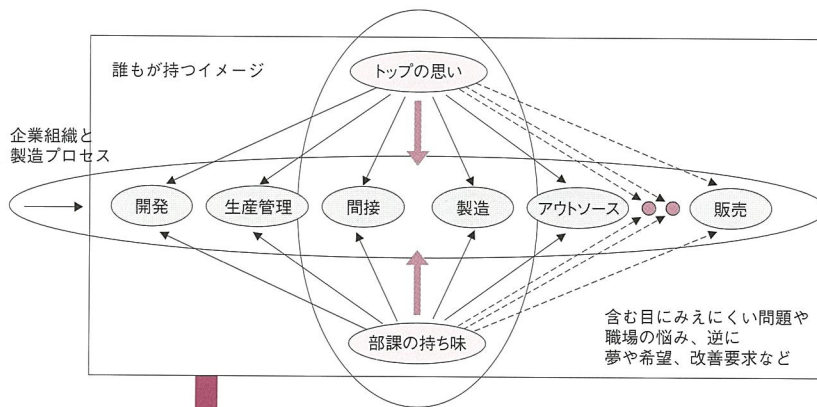 誰もが持つイメージ
トップの思い
企業組織と
製造プロセス
開発
生産管理
間接
製造
アウトソース
販売
部課の持ち味
含む目にみえにくい問題や
職場の悩み、逆に
夢や希望、改善要求など